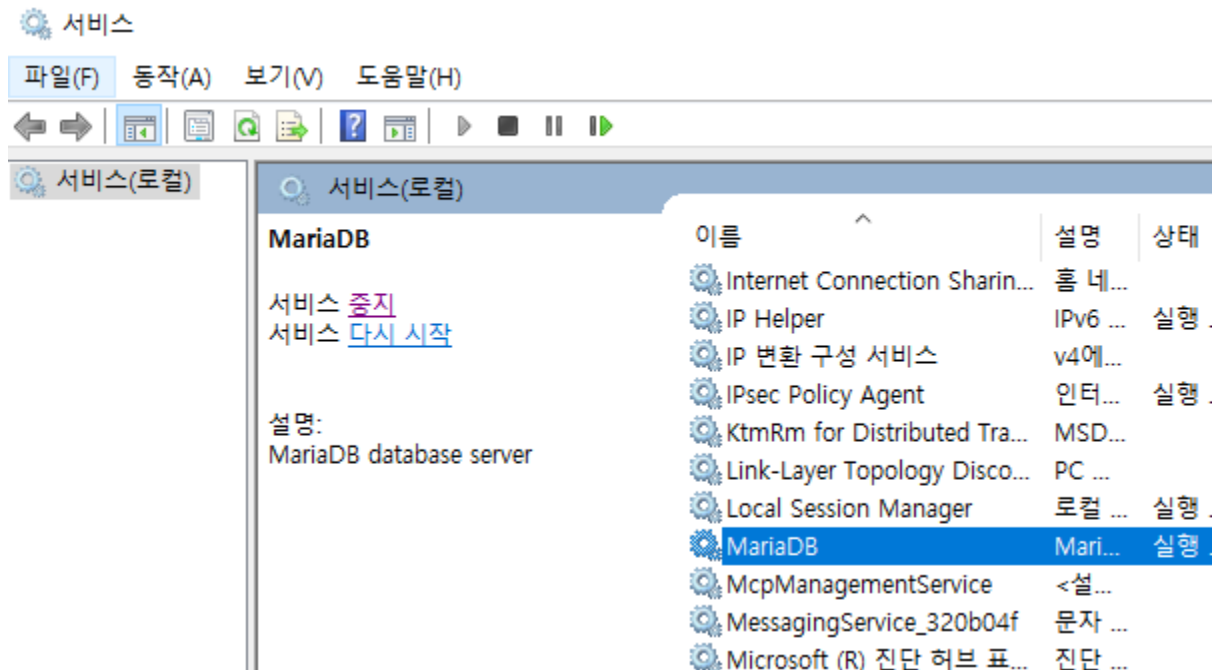 서비스
파일(F) 동작(A) 보기(V) 도움말(H)
서비스(로컬)
서비스(로컬)
MariaDB
서비스 중지
서비스 다시 시작
설명:
MariaDB database server
이름 설명 상태
Internet Connection Sharin... 홈 네...
IP Helper IPv6 ... 실행 .
IP 변환 구성 서비스 v4에...
IPsec Policy Agent 인터... 실행 .
KtmRm for Distributed Tra... MSD...
Link-Layer Topology Disco... PC ...
Local Session Manager 로컬 ... 실행 .
MariaDB Mari... 실행 .
McpManagementService <설...
MessagingService_320b04f 문자 ...
Microsoft (R) 진단 허브 표... 진단 ...